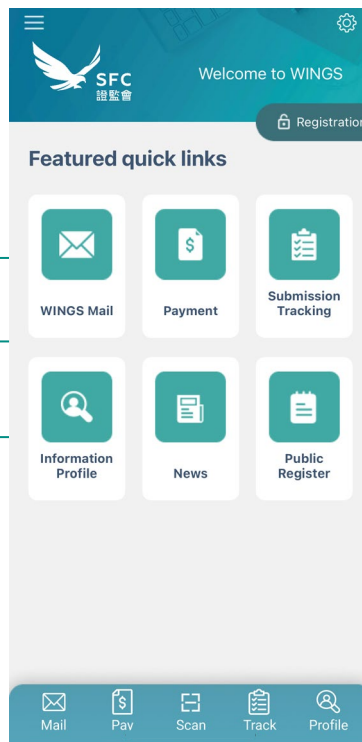 SFC
證監會
Welcome to WINGS
Registration
Featured quick links
WINGS Mail
Payment
Submission
Tracking
Information
Profile
News
Public
Register
Mail
Pay
Scan
Track
Profile